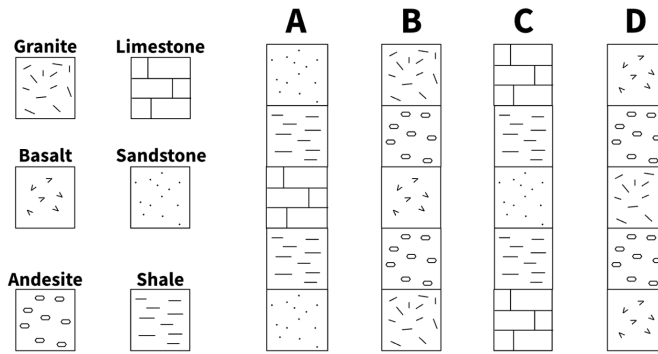 A B C D
Granite Limestone
Basalt Sandstone
Andesite Shale